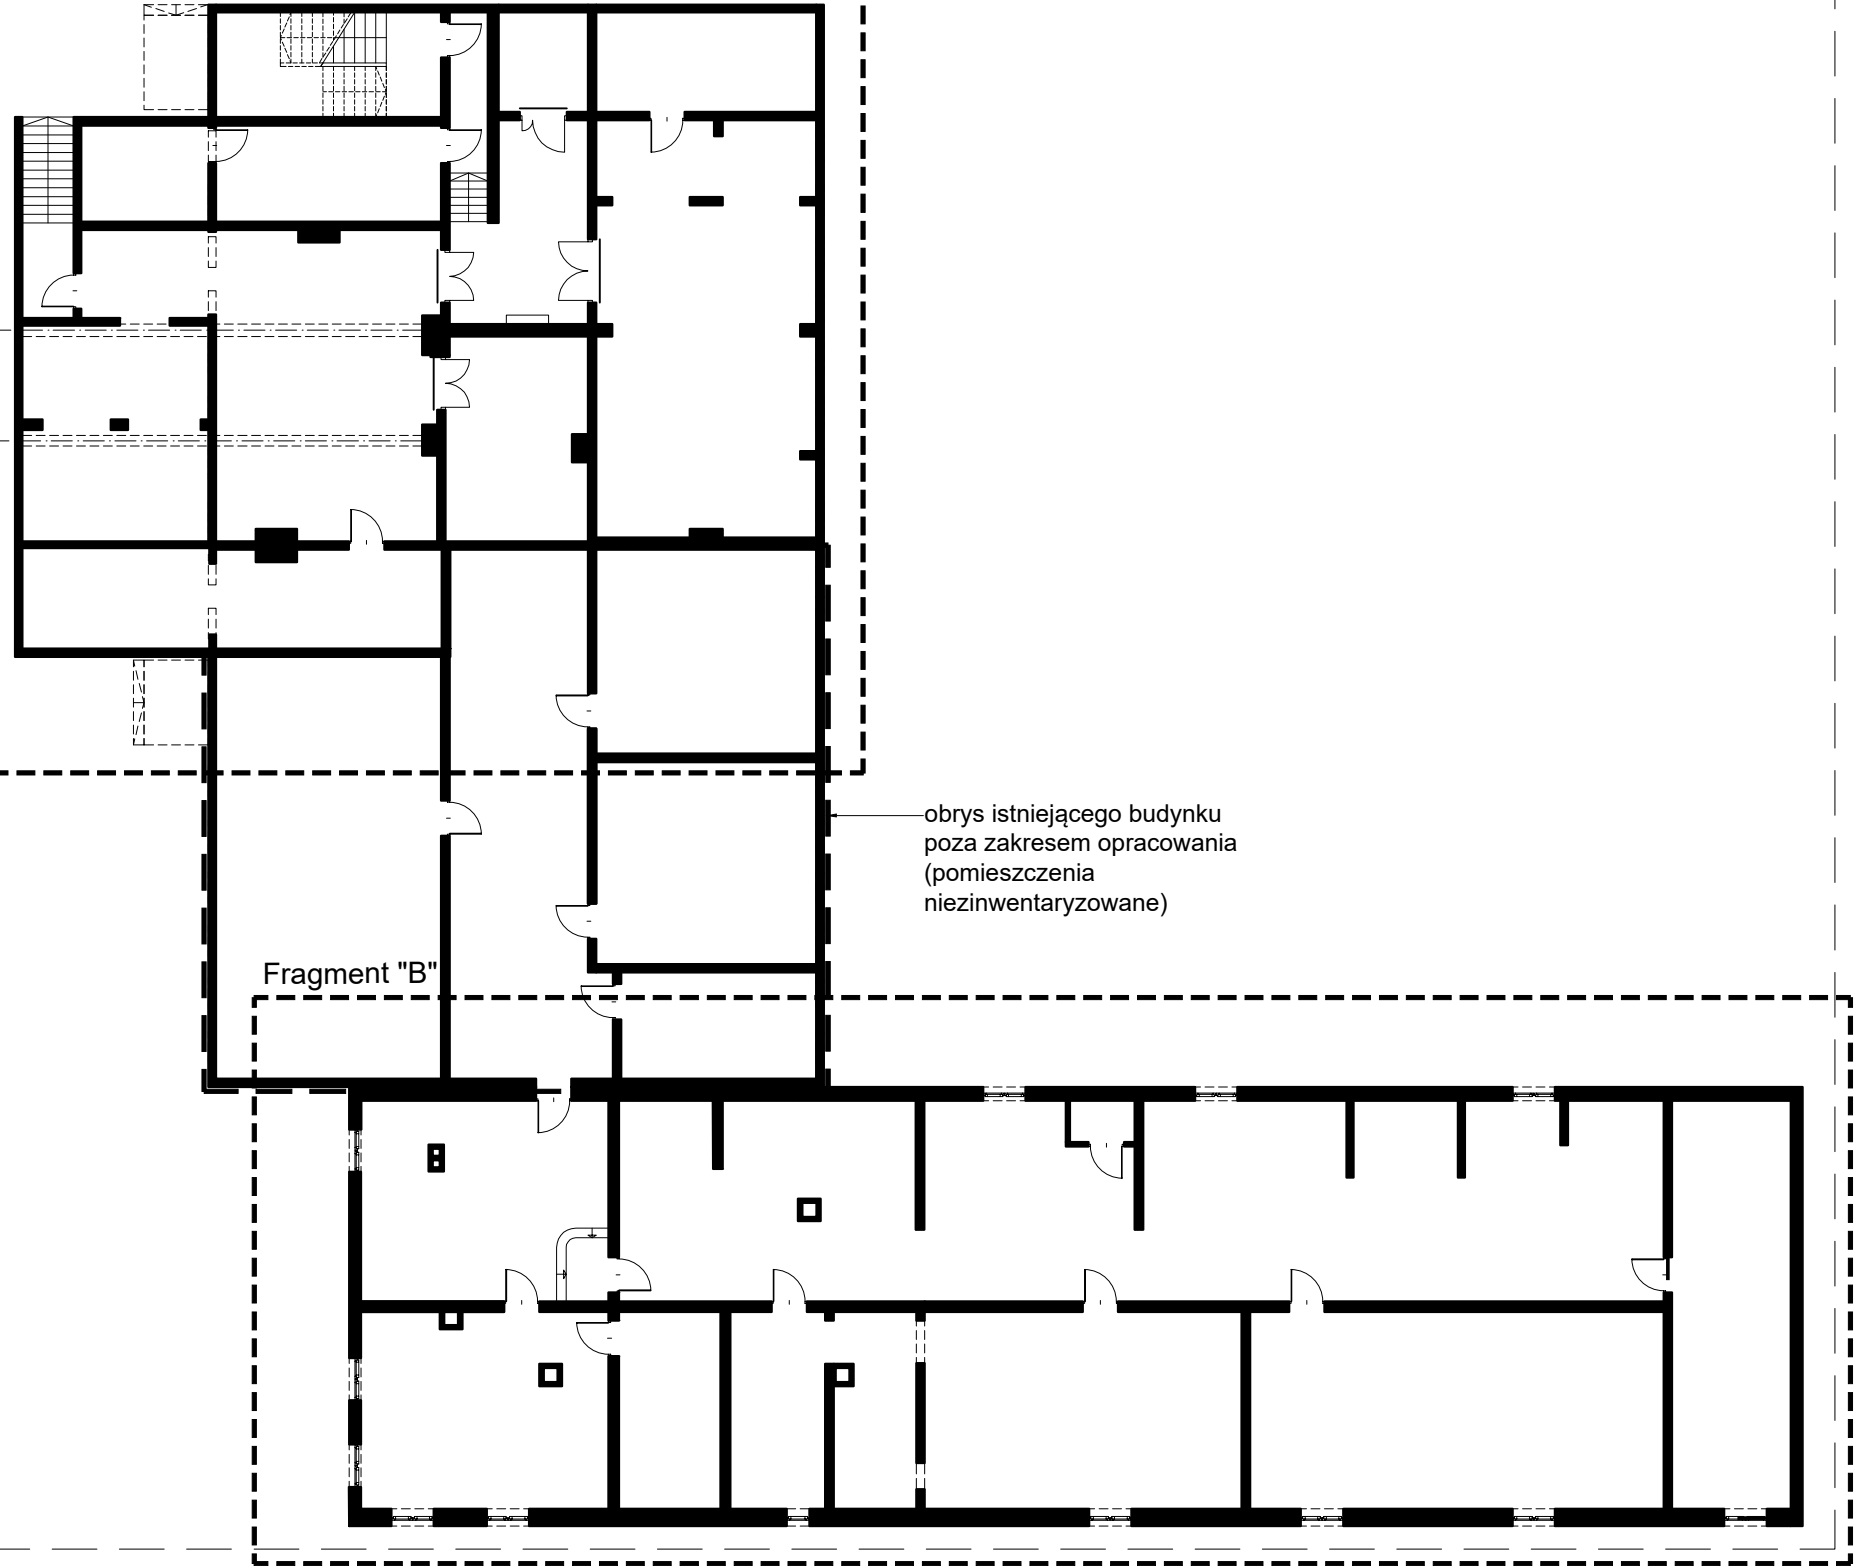 obrys istniejącego budynku
poza zakresem opracowania
(pomieszczenia
niezinwentaryzowane)
Fragment "B"